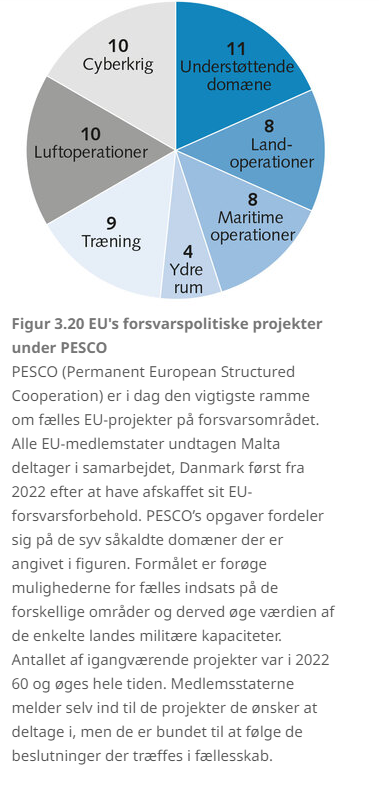 10
Cyberkrig
11
Understøttende
domæne
10
Luftoperationer
8
Land-
operationer
8
Maritime
operationer
9
Træning
4
Ydre
rum
Figur 3.20 EU's forsvarspolitiske projekter
under PESCO
PESCO (Permanent European Structured
Cooperation) er i dag den vigtigste ramme
om fælles EU-projekter på forsvarsområdet.
Alle EU-medlemstater undtagen Malta
deltager i samarbejdet, Danmark først fra
2022 efter at have afskaffet sit EU-
forsvarsforbehold. PESCO’s opgaver fordeler
sig på de syv såkaldte domæner der er
angivet i figuren. Formålet er forøge
mulighederne for fælles indsats på de
forskellige områder og derved øge værdien af
de enkelte landes militære kapaciteter.
Antallet af igangværende projekter var i 2022
60 og øges hele tiden. Medlemsstaterne
melder selv ind til de projekter de ønsker at
deltage i, men de er bundet til at følge de
beslutninger der træffes i fællesskab.